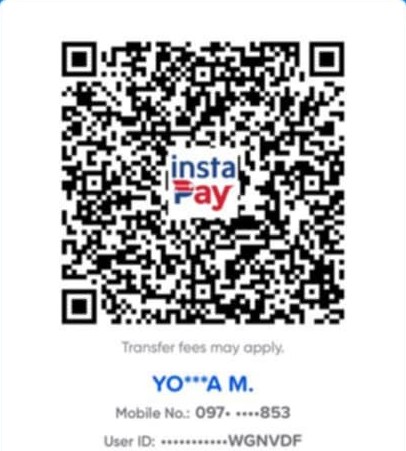 insta
Pay
Transfer fees may apply.
YO***A M.
Mobile No.: 097• ••••853
User ID: •••••••••••WGNVDF